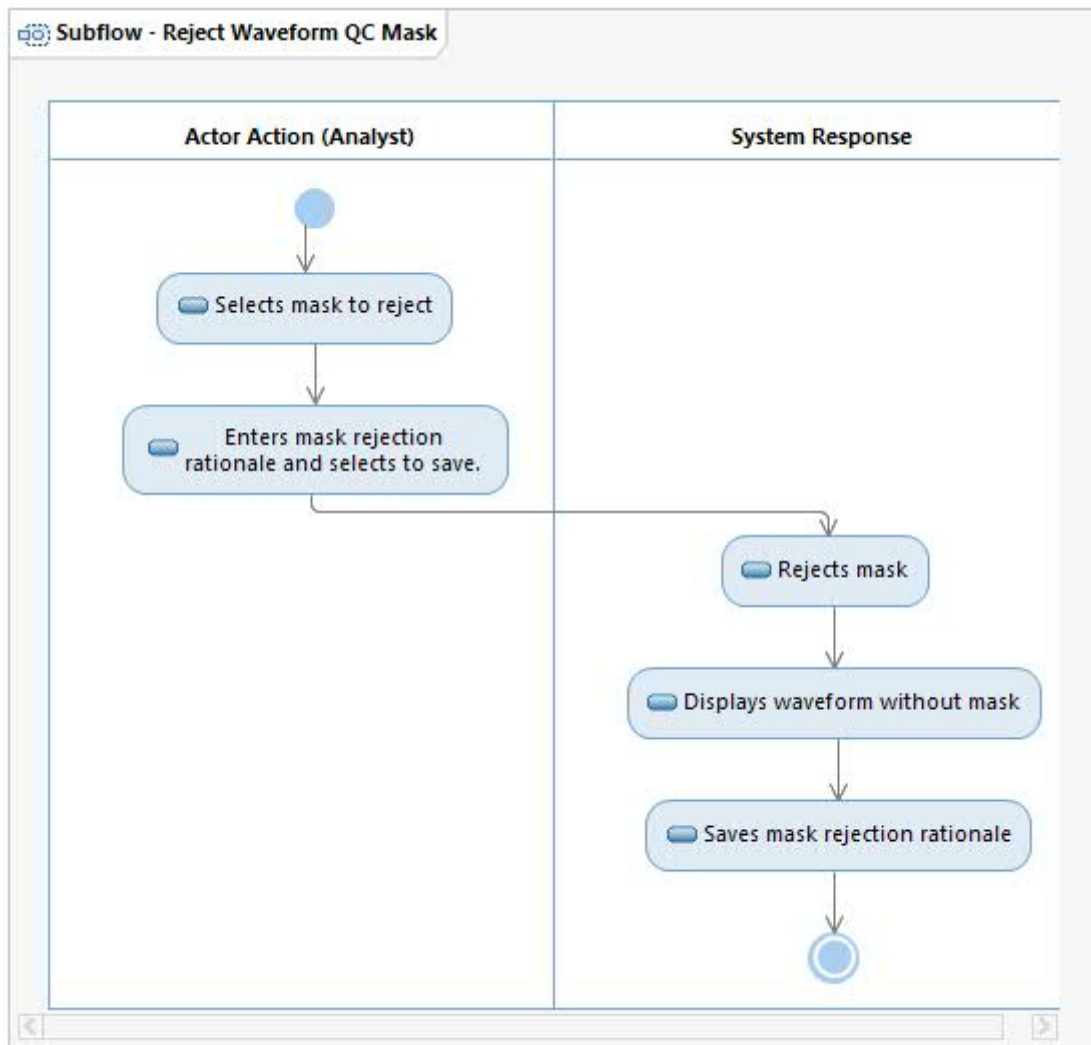 Subflow - Reject Waveform QC Mask
Actor Action (Analyst)
System Response
Selects mask to reject
Enters mask rejection
rationale and selects to save.
Rejects mask
Displays waveform without mask
Saves mask rejection rationale